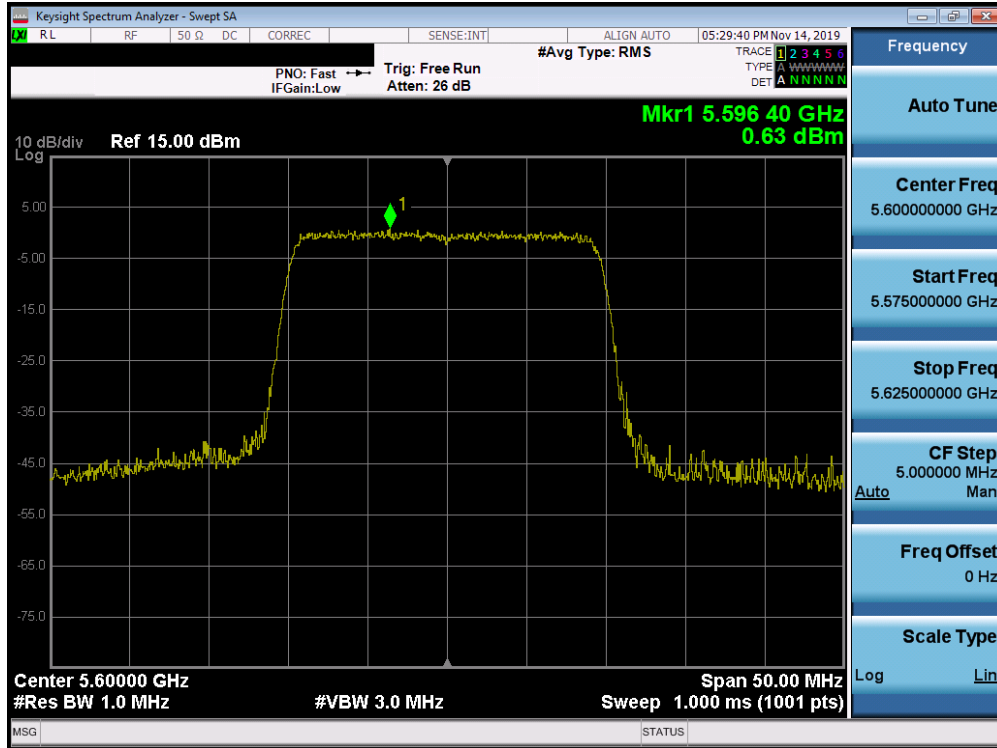 Keysight Spectrum Analyzer - Swept SA
LXI RL RF 50 Ω DC CORREC SENSE:INT ALIGN AUTO 05:29:40 PM Nov 14, 2019
PNO: Fast
IFGain:Low
Trig: Free Run
Atten: 26 dB
#Avg Type: RMS
TRACE 1 2 3 4 5 6
TYPE A WWWWW
DET A N N N N N
Mkr1 5.596 40 GHz
0.63 dBm
10 dB/div Ref 15.00 dBm
Log
1
5.00
-5.00
-15.0
-25.0
-35.0
-45.0
-55.0
-65.0
-75.0
Center 5.60000 GHz Span 50.00 MHz
#Res BW 1.0 MHz #VBW 3.0 MHz Sweep 1.000 ms (1001 pts)
MSG STATUS
Frequency
Auto Tune
Center Freq
5.600000000 GHz
Start Freq
5.575000000 GHz
Stop Freq
5.625000000 GHz
CF Step
5.000000 MHz
Auto Man
Freq Offset
0 Hz
Scale Type
Log Lin